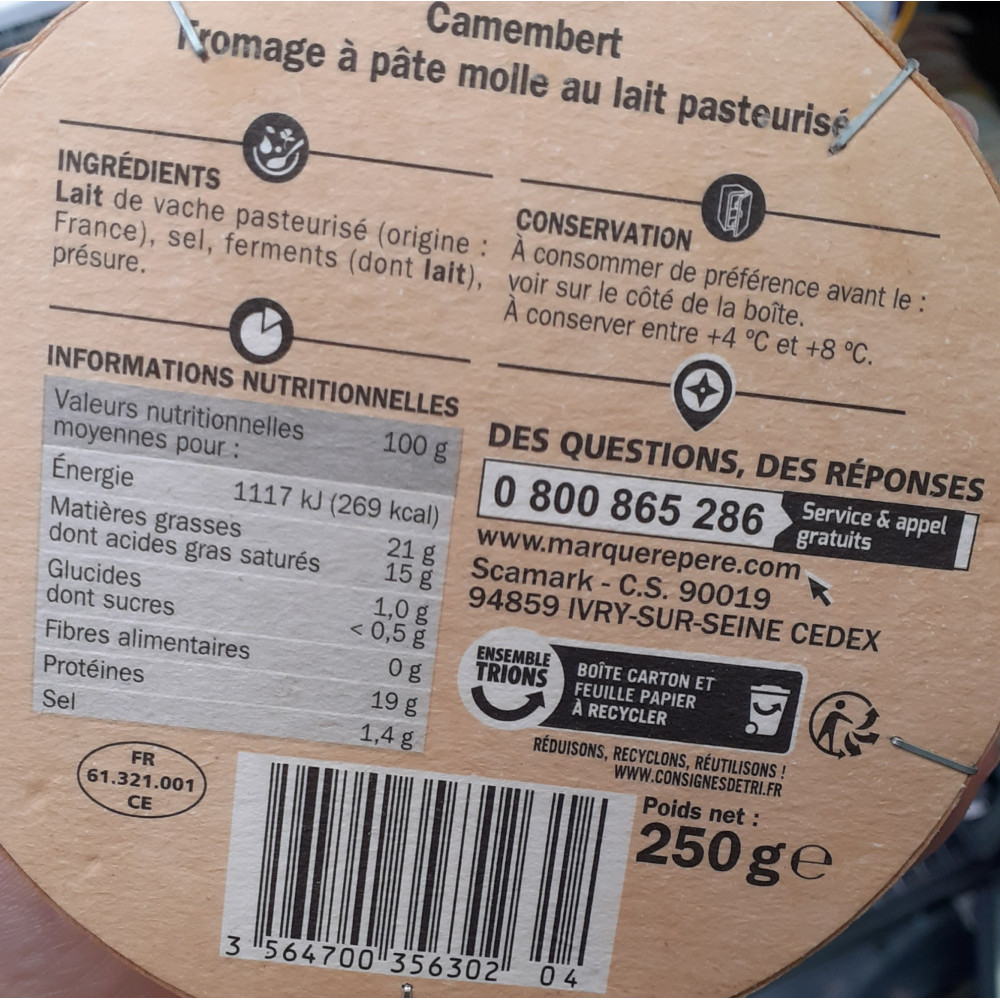 Camembert
Fromage à pâte molle au lait pasteurisé
INGRÉDIENTS
Lait de vache pasteurisé (origine :
France), sel, ferments (dont lait),
présure.
CONSERVATION
À consommer de préférence avant le :
voir sur le côté de la boîte.
À conserver entre +4 °C et +8 °C.
INFORMATIONS NUTRITIONNELLES
Valeurs nutritionnelles
moyennes pour : 100 g
Énergie 1117 kJ (269 kcal)
Matières grasses 21 g
dont acides gras saturés 15 g
Glucides 1,0 g
dont sucres < 0,5 g
Fibres alimentaires 0 g
Protéines 19 g
Sel 1,4 g
DES QUESTIONS, DES RÉPONSES
0 800 865 286 Service & appel
gratuits
www.marquerepere.com
Scamark - C.S. 90019
94859 IVRY-SUR-SEINE CEDEX
ENSEMBLE
TRIONS
BOÎTE CARTON ET
FEUILLE PAPIER
À RECYCLER
RÉDUISONS, RECYCLONS, RÉUTILISONS !
WWW.CONSIGNESDETRI.FR
FR
61.321.001
CE
Poids net :
250 g e
3 564700 356302 04